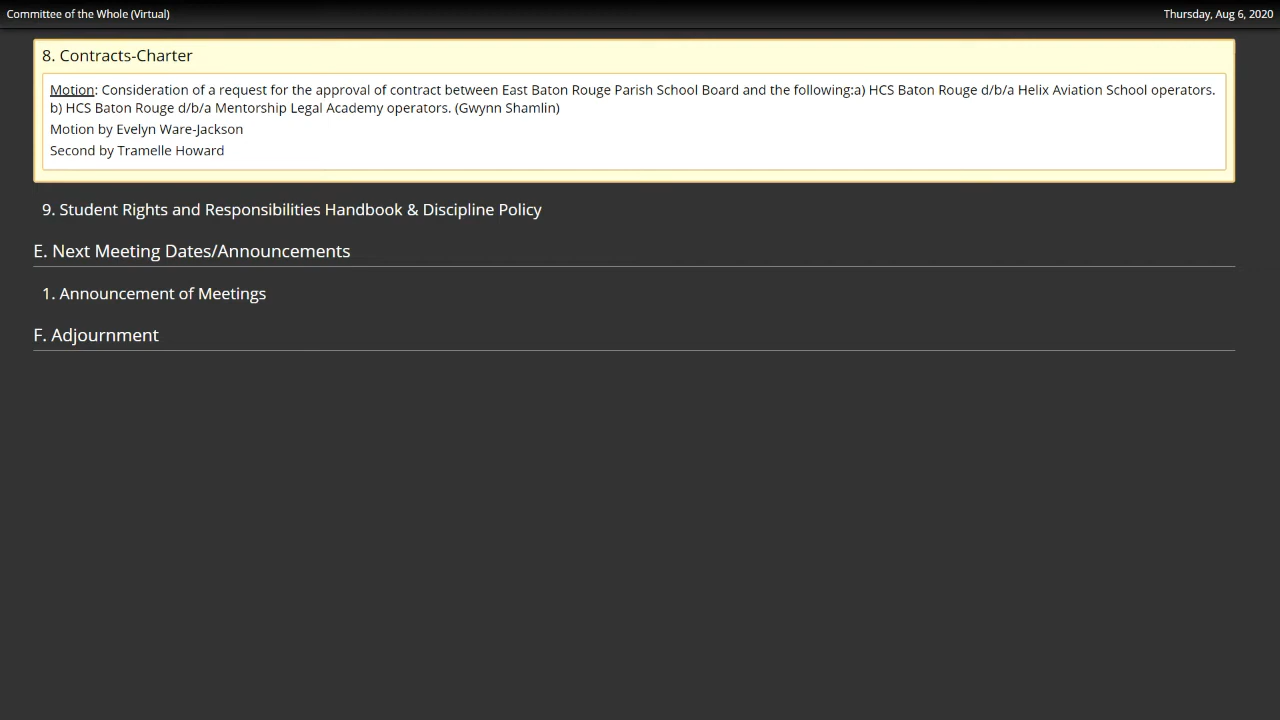 Committee of the Whole (Virtual)
Thursday, Aug 6, 2020
8. Contracts-Charter
Motion: Consideration of a request for the approval of contract between East Baton Rouge Parish School Board and the following:a) HCS Baton Rouge d/b/a Helix Aviation School operators.
b) HCS Baton Rouge d/b/a Mentorship Legal Academy operators. (Gwynn Shamlin)
Motion by Evelyn Ware-Jackson
Second by Tramelle Howard
9. Student Rights and Responsibilities Handbook & Discipline Policy
E. Next Meeting Dates/Announcements
1. Announcement of Meetings
F. Adjournment